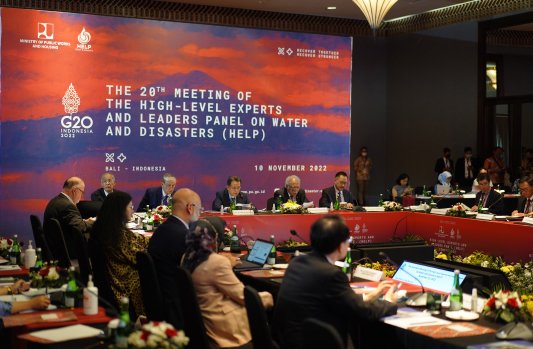 MINISTRY OF PUBLIC WORKS
AND HOUSING
HELP
RECOVER TOGETHER
RECOVER STRONGER
G20
INDONESIA
2022
THE 20TH MEETING OF
THE HIGH-LEVEL EXPERTS
AND LEADERS PANEL ON WATER
AND DISASTERS (HELP)
BALI - INDONESIA
10 NOVEMBER 2022